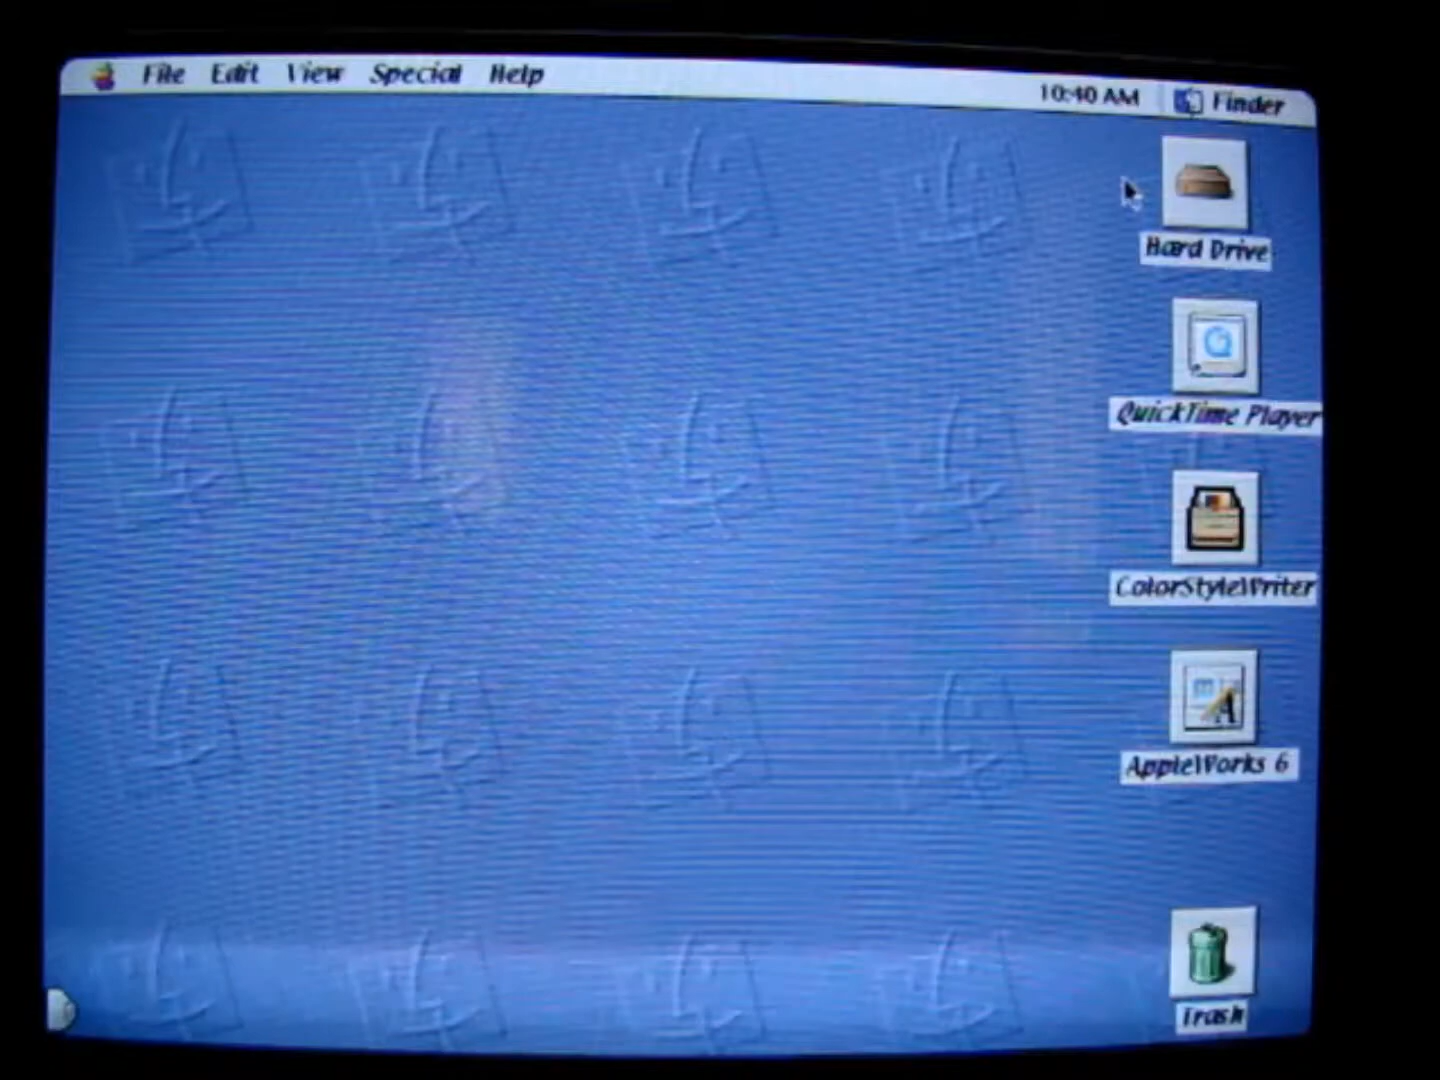 File Edit View Special Help 10:40 AM Finder
Hard Drive
QuickTime Player
ColorStyleWriter
AppleWorks 6
Trash